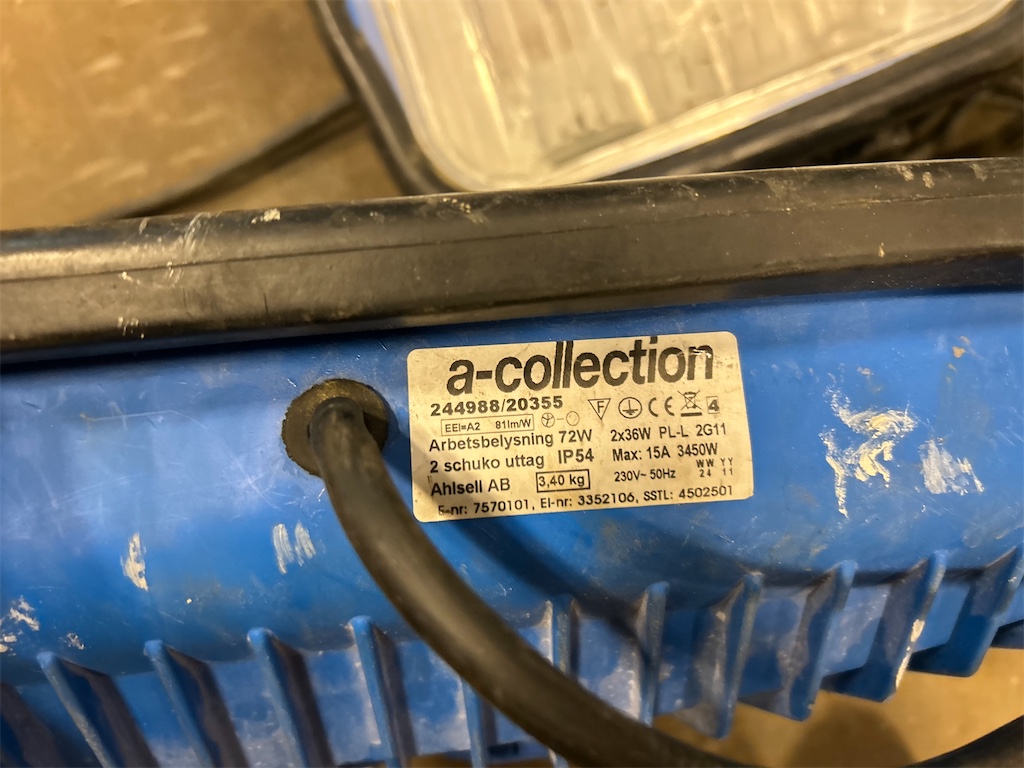 a-collection
244988/20355
F
4
EEI=A2 81lm/W
Arbetsbelysning 72W 2x36W PL-L 2G11
2 schuko uttag IP54 Max: 15A 3450W
Ahlsell AB 3,40 kg 230V~ 50Hz WW YY
24 11
E-nr: 7570101, El-nr: 3352106, SSTL: 4502501